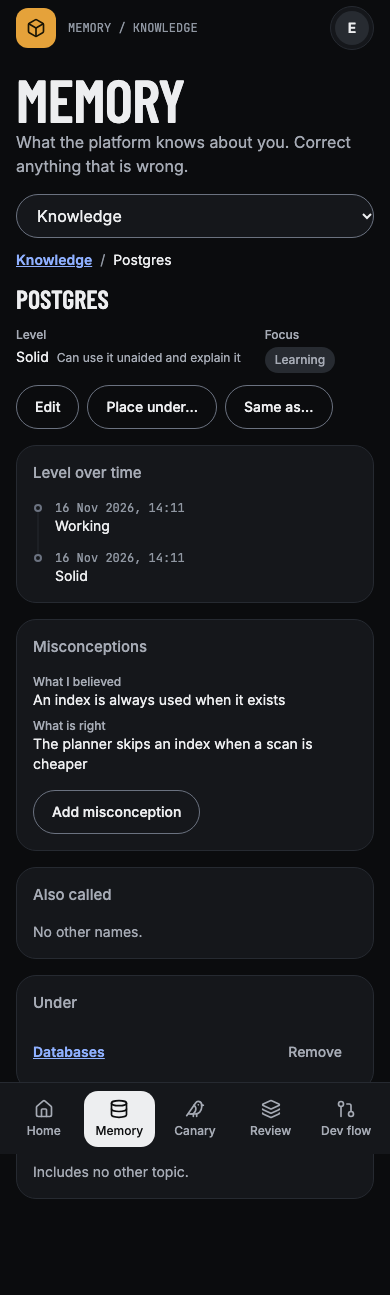 MEMORY / KNOWLEDGE
E
MEMORY
What the platform knows about you. Correct
anything that is wrong.
Knowledge
Knowledge / Postgres
POSTGRES
Level
Focus
Solid Can use it unaided and explain it
Learning
Edit
Place under...
Same as...
Level over time
16 Nov 2026, 14:11
Working
16 Nov 2026, 14:11
Solid
Misconceptions
What I believed
An index is always used when it exists
What is right
The planner skips an index when a scan is
cheaper
Add misconception
Also called
No other names.
Under
Databases
Remove
Home
Memory
Canary
Review
Dev flow
Includes no other topic.